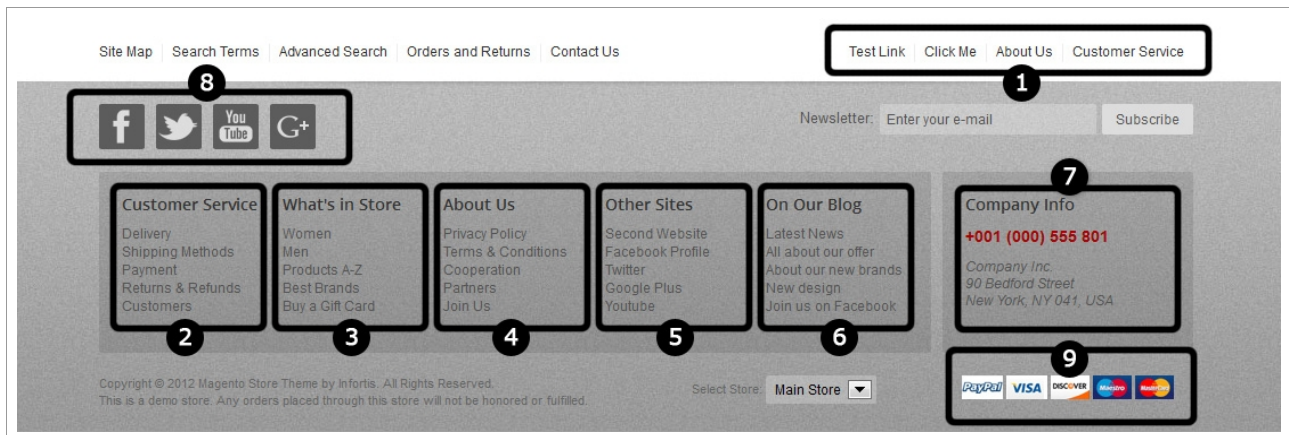 Site Map Search Terms Advanced Search Orders and Returns Contact Us
Test Link Click Me About Us Customer Service
8
1
f You Tube G+
Newsletter: Enter your e-mail Subscribe
7
Customer Service
Delivery
Shipping Methods
Payment
Returns & Refunds
Customers
2
What's in Store
Women
Men
Products A-Z
Best Brands
Buy a Gift Card
3
About Us
Privacy Policy
Terms & Conditions
Cooperation
Partners
Join Us
4
Other Sites
Second Website
Facebook Profile
Twitter
Google Plus
Youtube
5
On Our Blog
Latest News
All about our offer
About our new brands
New design
Join us on Facebook
6
Company Info
+001 (000) 555 801
Company Inc.
90 Bedford Street
New York, NY 041, USA
9
Copyright © 2012 Magento Store Theme by Infortis. All Rights Reserved.
This is a demo store. Any orders placed through this store will not be honored or fulfilled.
Select Store: Main Store
PayPal VISA DISCOVER Maestro MasterCard